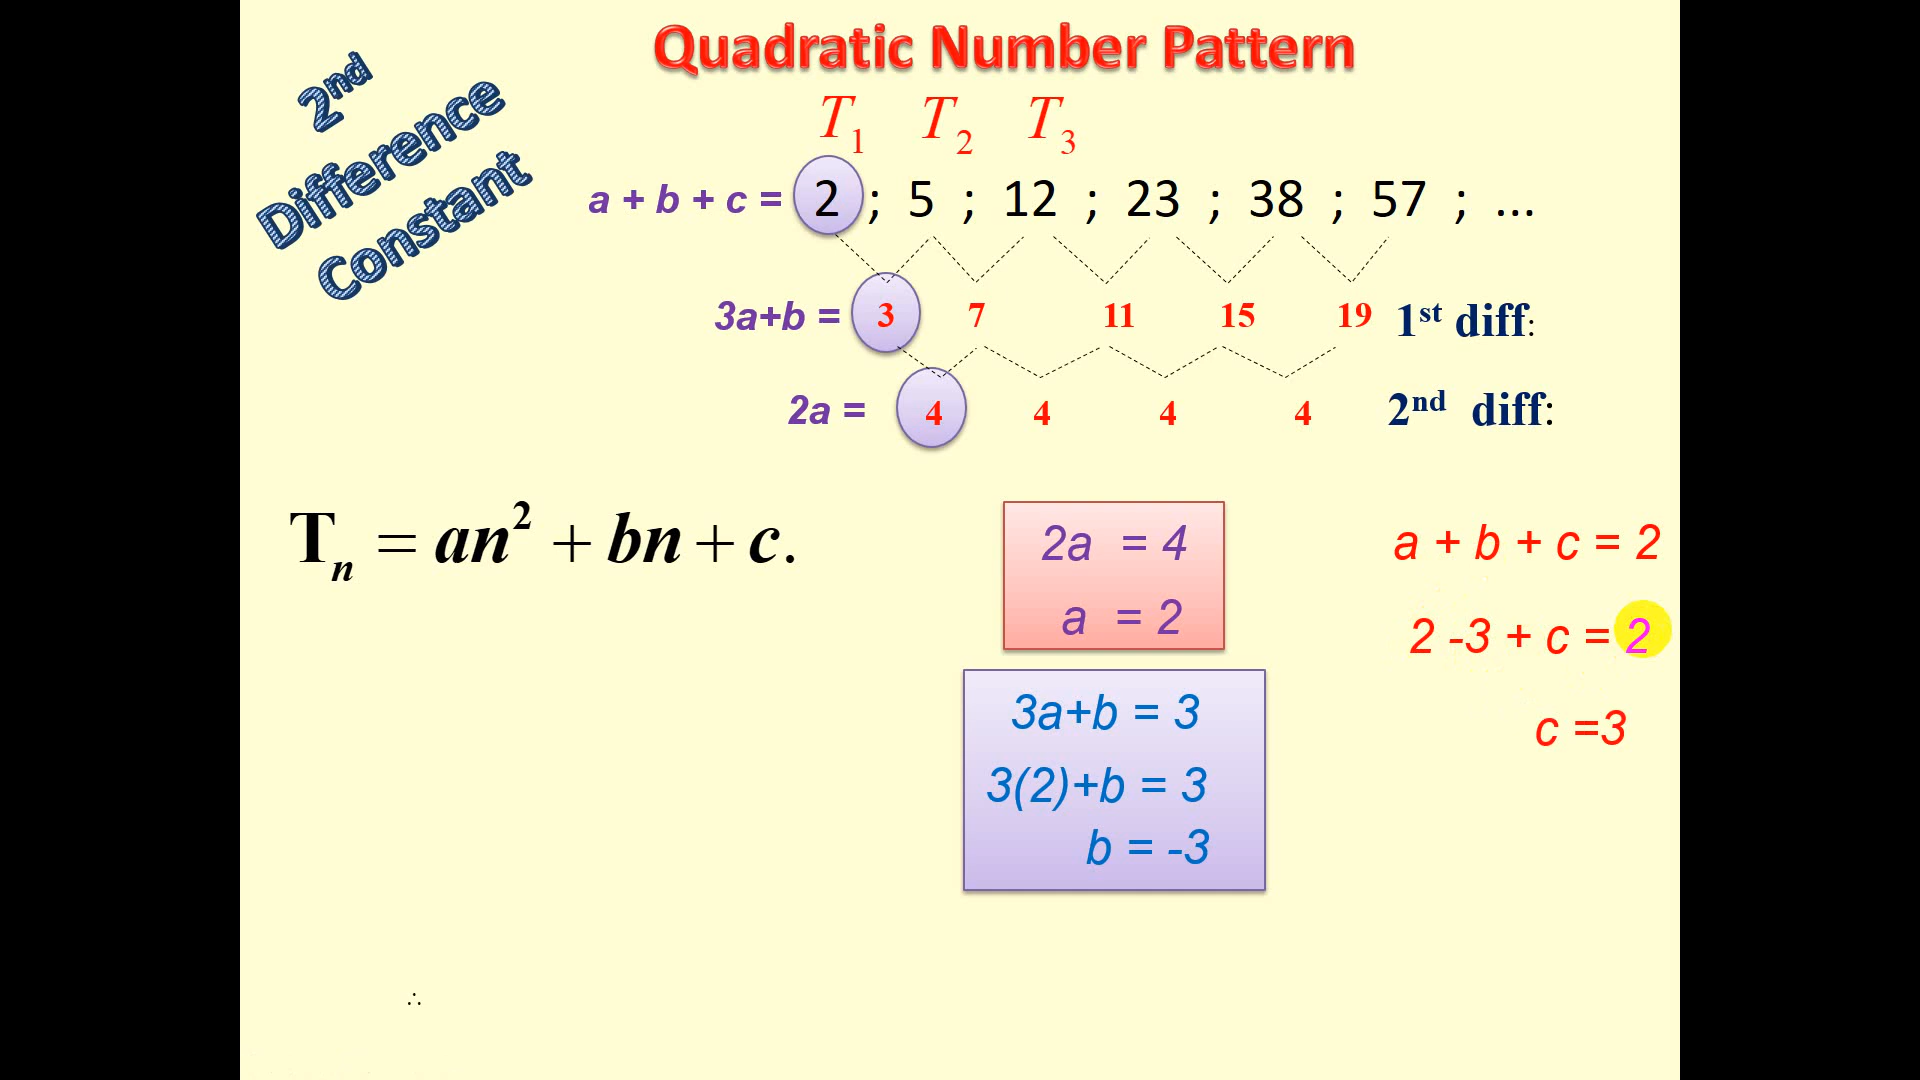 Quadratic Number Pattern
2nd
Difference
Constant
T1 T2 T3
a + b + c = 2 ; 5 ; 12 ; 23 ; 38 ; 57 ; ...
3a+b = 3 7 11 15 19 1st diff:
2a = 4 4 4 4 2nd diff:
Tn = an² + bn + c.
2a = 4
a = 2
3a+b = 3
3(2)+b = 3
b = -3
a + b + c = 2
2 -3 + c = 2
c =3
∴